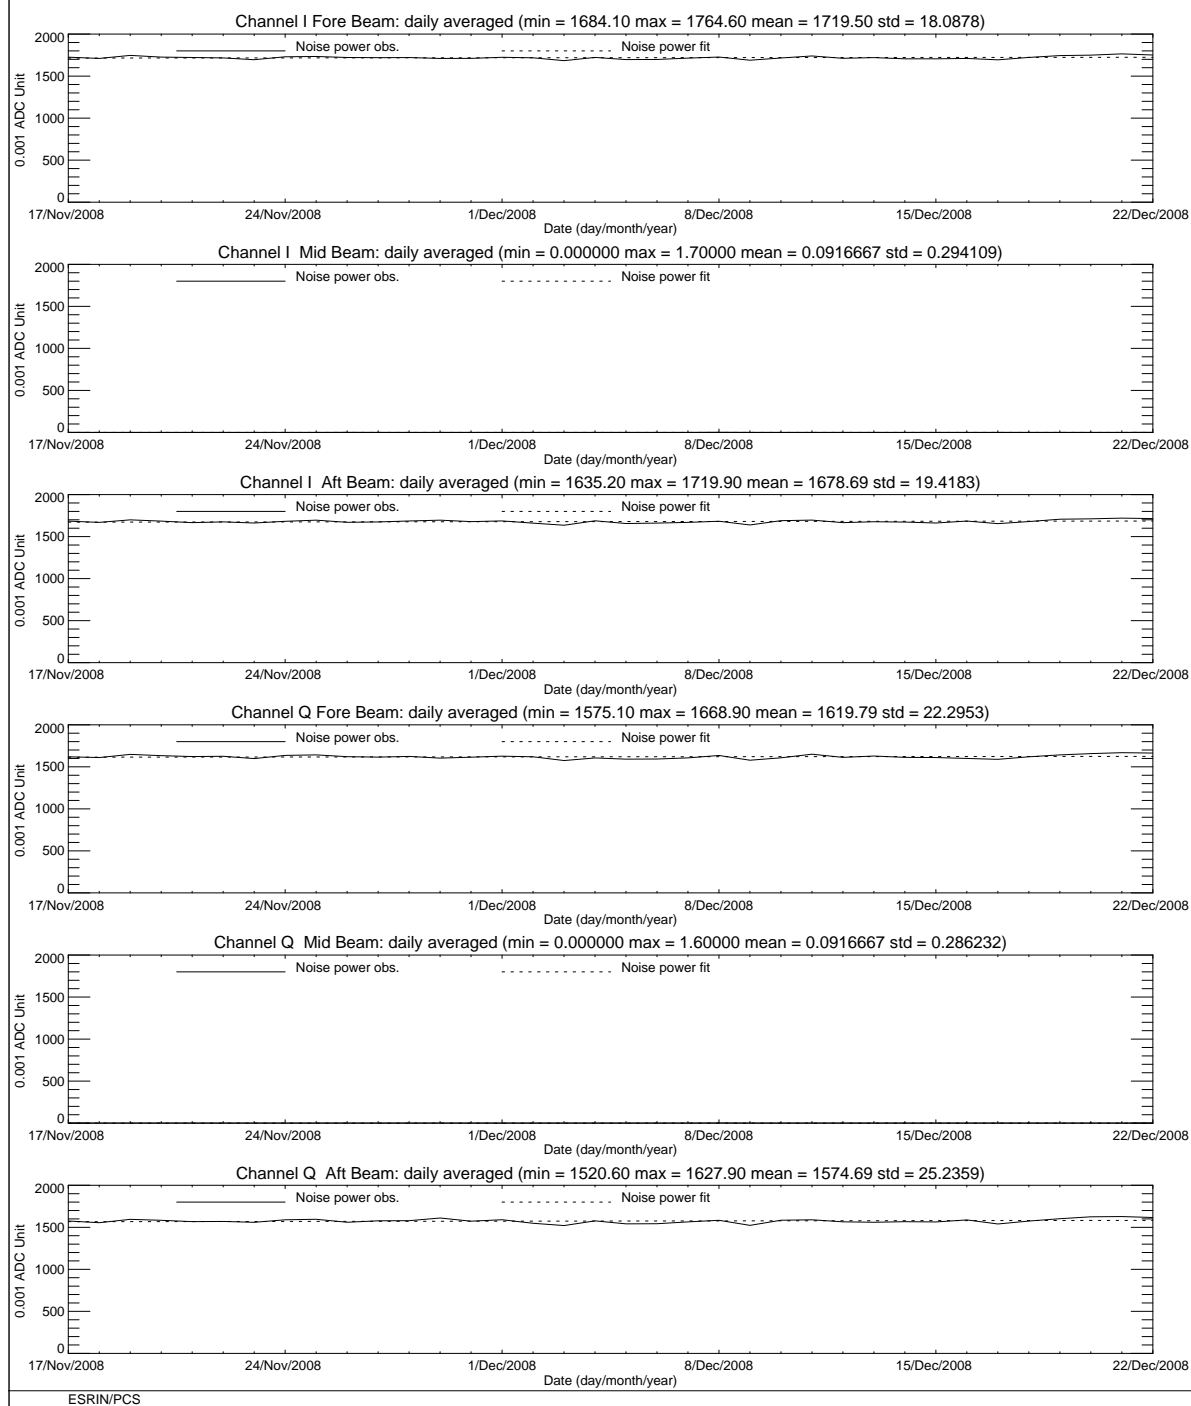 Channel I Fore Beam: daily averaged (min = 1684.10 max = 1764.60 mean = 1719.50 std = 18.0878)
2000
Noise power obs.
Noise power fit
1500
1000
500
0
0.001 ADC Unit
17/Nov/2008
24/Nov/2008
1/Dec/2008
8/Dec/2008
15/Dec/2008
22/Dec/2008
Date (day/month/year)
Channel I Mid Beam: daily averaged (min = 0.000000 max = 1.70000 mean = 0.0916667 std = 0.294109)
2000
Noise power obs.
Noise power fit
1500
1000
500
0
0.001 ADC Unit
17/Nov/2008
24/Nov/2008
1/Dec/2008
8/Dec/2008
15/Dec/2008
22/Dec/2008
Date (day/month/year)
Channel I Aft Beam: daily averaged (min = 1635.20 max = 1719.90 mean = 1678.69 std = 19.4183)
2000
Noise power obs.
Noise power fit
1500
1000
500
0
0.001 ADC Unit
17/Nov/2008
24/Nov/2008
1/Dec/2008
8/Dec/2008
15/Dec/2008
22/Dec/2008
Date (day/month/year)
Channel Q Fore Beam: daily averaged (min = 1575.10 max = 1668.90 mean = 1619.79 std = 22.2953)
2000
Noise power obs.
Noise power fit
1500
1000
500
0
0.001 ADC Unit
17/Nov/2008
24/Nov/2008
1/Dec/2008
8/Dec/2008
15/Dec/2008
22/Dec/2008
Date (day/month/year)
Channel Q Mid Beam: daily averaged (min = 0.000000 max = 1.60000 mean = 0.0916667 std = 0.286232)
2000
Noise power obs.
Noise power fit
1500
1000
500
0
0.001 ADC Unit
17/Nov/2008
24/Nov/2008
1/Dec/2008
8/Dec/2008
15/Dec/2008
22/Dec/2008
Date (day/month/year)
Channel Q Aft Beam: daily averaged (min = 1520.60 max = 1627.90 mean = 1574.69 std = 25.2359)
2000
Noise power obs.
Noise power fit
1500
1000
500
0
0.001 ADC Unit
17/Nov/2008
24/Nov/2008
1/Dec/2008
8/Dec/2008
15/Dec/2008
22/Dec/2008
Date (day/month/year)
ESRIN/PCS